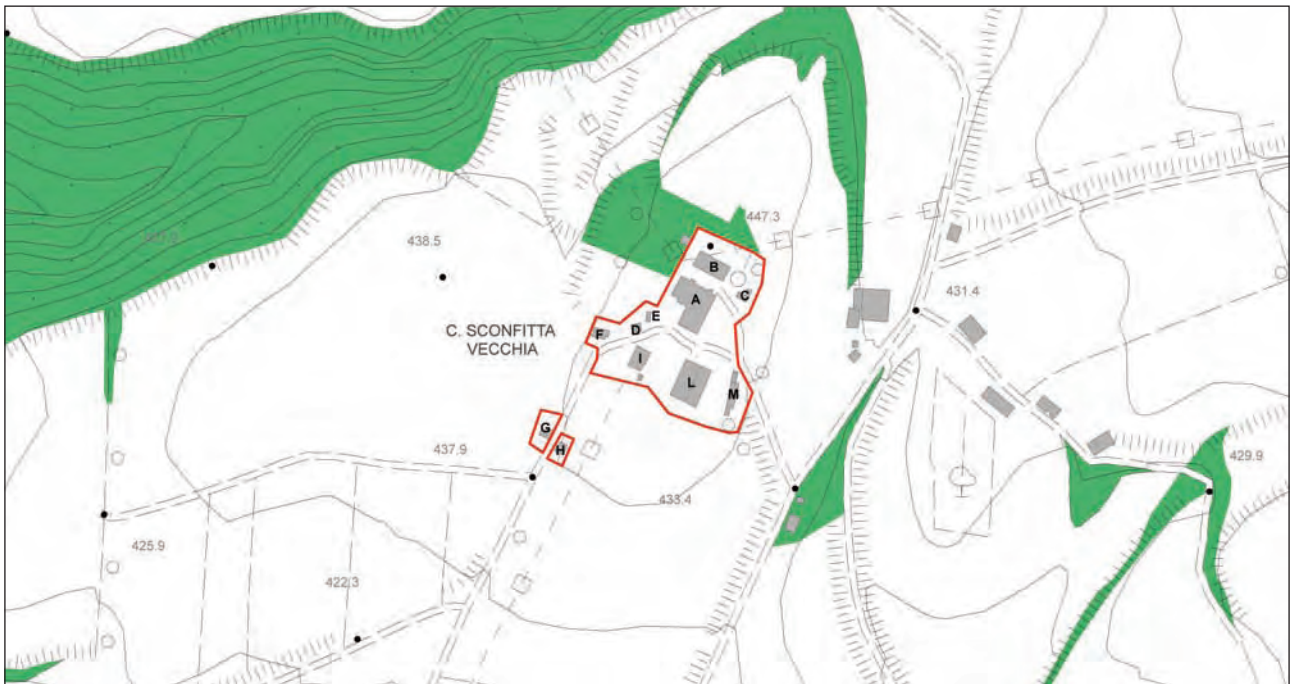 447.3
438.5
B
C
431.4
A
C. SCONFITTA
VECCHIA
E
D
F
I
L
M
G
H
437.9
429.9
433.4
425.9
422.3